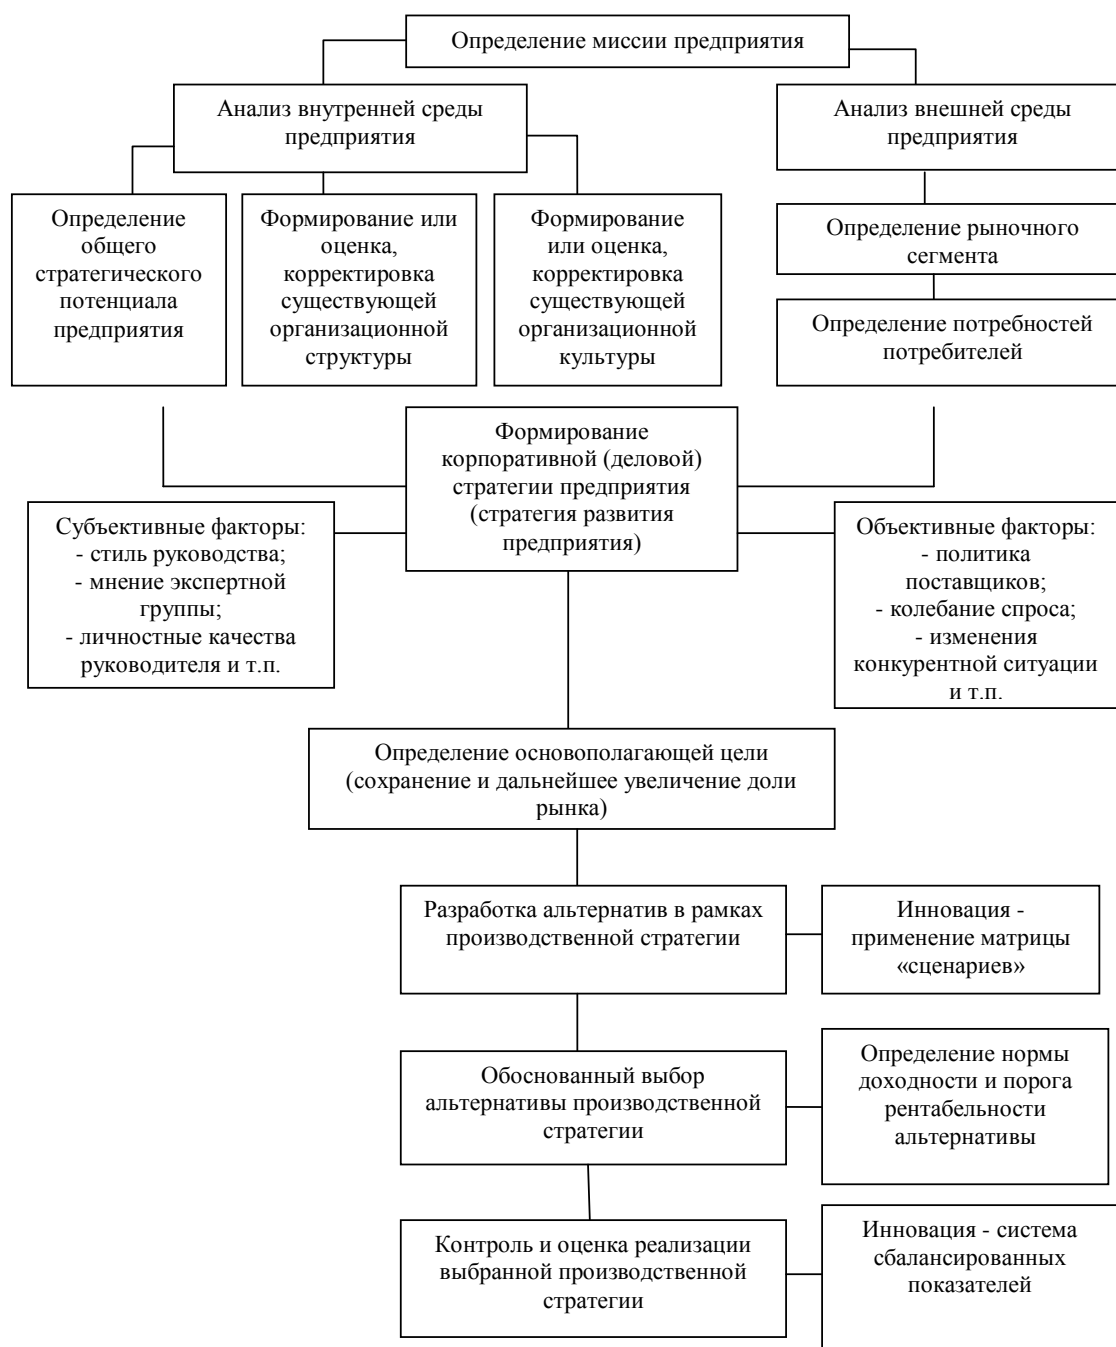 Определение миссии предприятия
Анализ внутренней среды
предприятия
Анализ внешней среды
предприятия
Определение
общего
стратегического
потенциала
предприятия
Формирование или
оценка,
корректировка
существующей
организационной
структуры
Формирование
или оценка,
корректировка
существующей
организационной
культуры
Определение рыночного
сегмента
Определение потребностей
потребителей
Формирование
корпоративной (деловой)
стратегии предприятия
(стратегия развития
предприятия)
Субъективные факторы:
- стиль руководства;
- мнение экспертной
группы;
- личностные качества
руководителя и т.п.
Объективные факторы:
- политика
поставщиков;
- колебание спроса;
- изменения
конкурентной ситуации
и т.п.
Определение основополагающей цели
(сохранение и дальнейшее увеличение доли
рынка)
Разработка альтернатив в рамках
производственной стратегии
Инновация -
применение матрицы
«сценариев»
Обоснованный выбор
альтернативы производственной
стратегии
Определение нормы
доходности и порога
рентабельности
альтернативы
Контроль и оценка реализации
выбранной производственной
стратегии
Инновация - система
сбалансированных
показателей